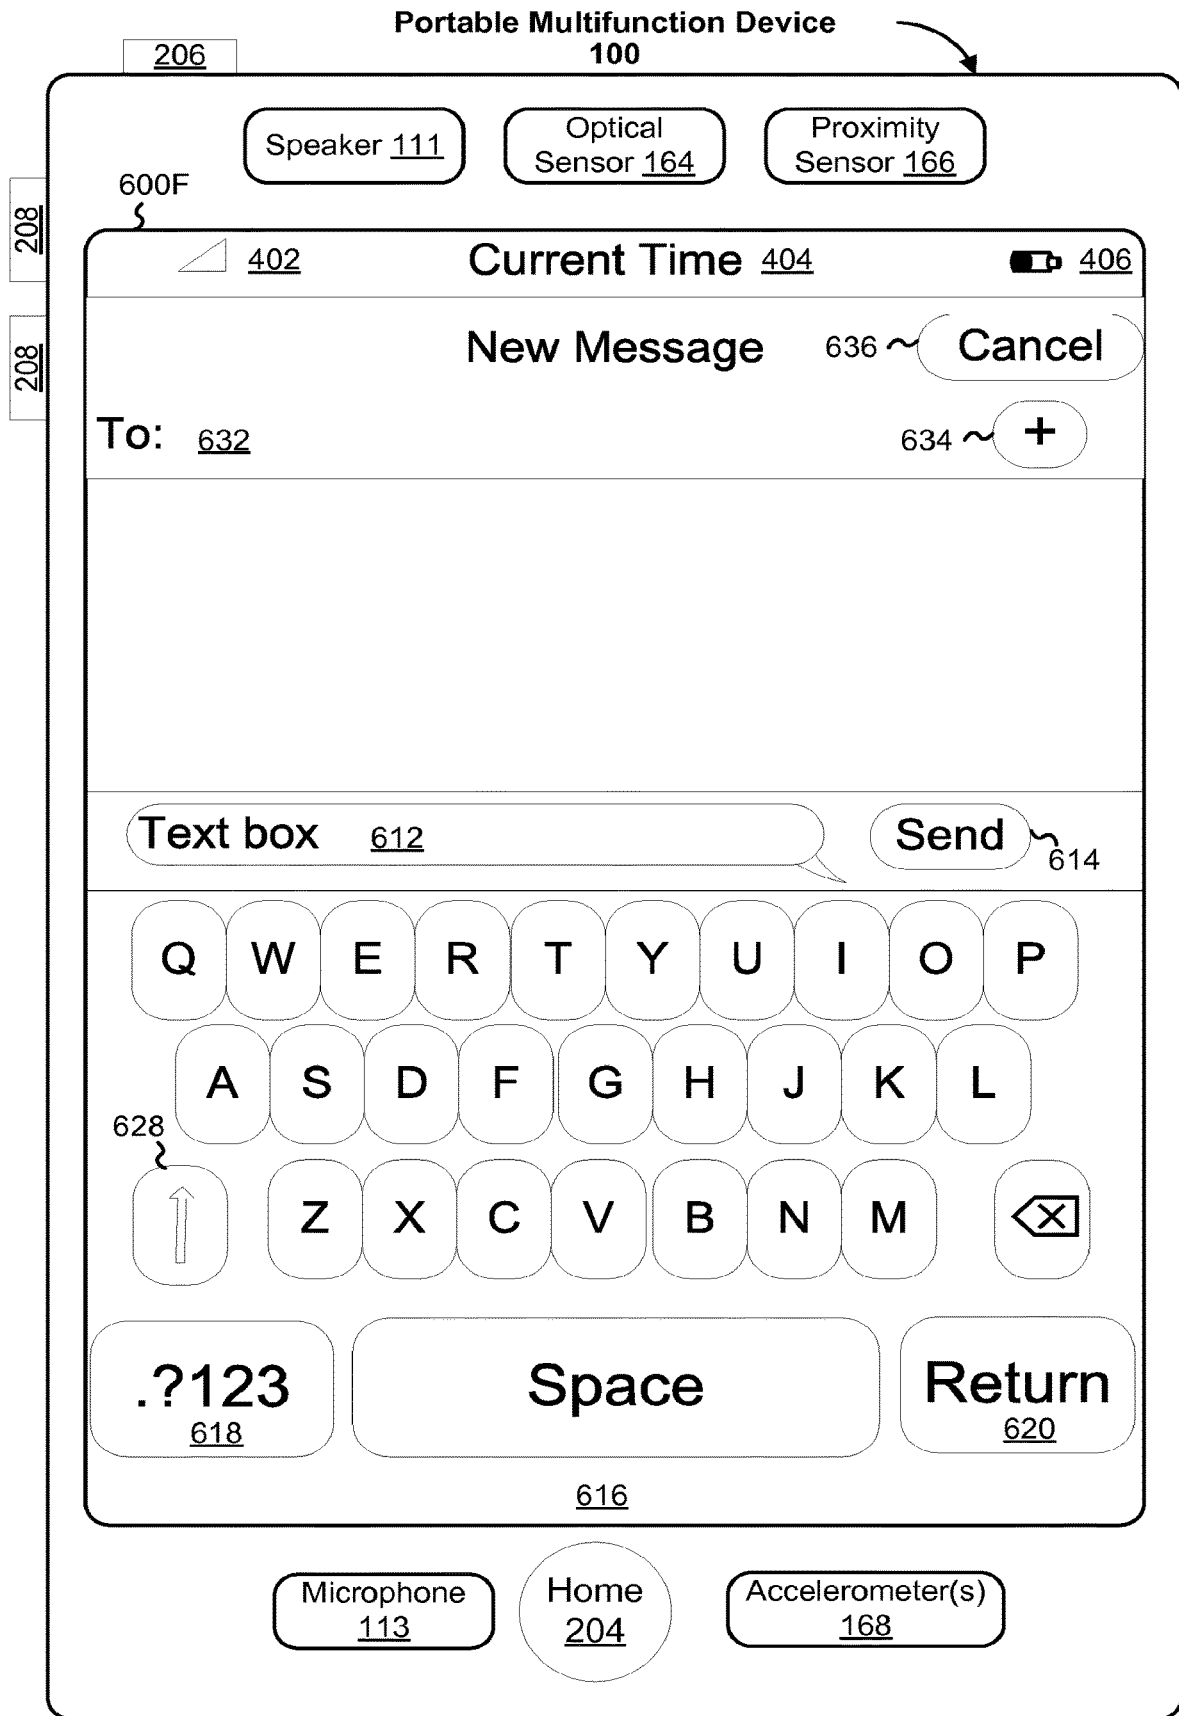 Portable Multifunction Device
100
206
Speaker 111
Optical
Sensor 164
Proximity
Sensor 166
600F
208
402
Current Time 404
406
208
New Message
636
Cancel
To: 632
634
+
Text box 612
Send
614
Q W E R T Y U I O P
A S D F G H J K L
628
Z X C V B N M
.?123
618
Space
Return
620
616
Microphone
113
Home
204
Accelerometer(s)
168